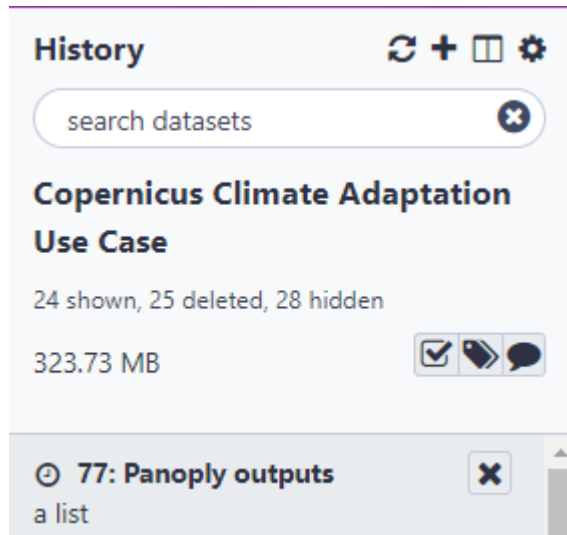 History
search datasets
Copernicus Climate Adaptation
Use Case
24 shown, 25 deleted, 28 hidden
323.73 MB
77: Panoply outputs
a list